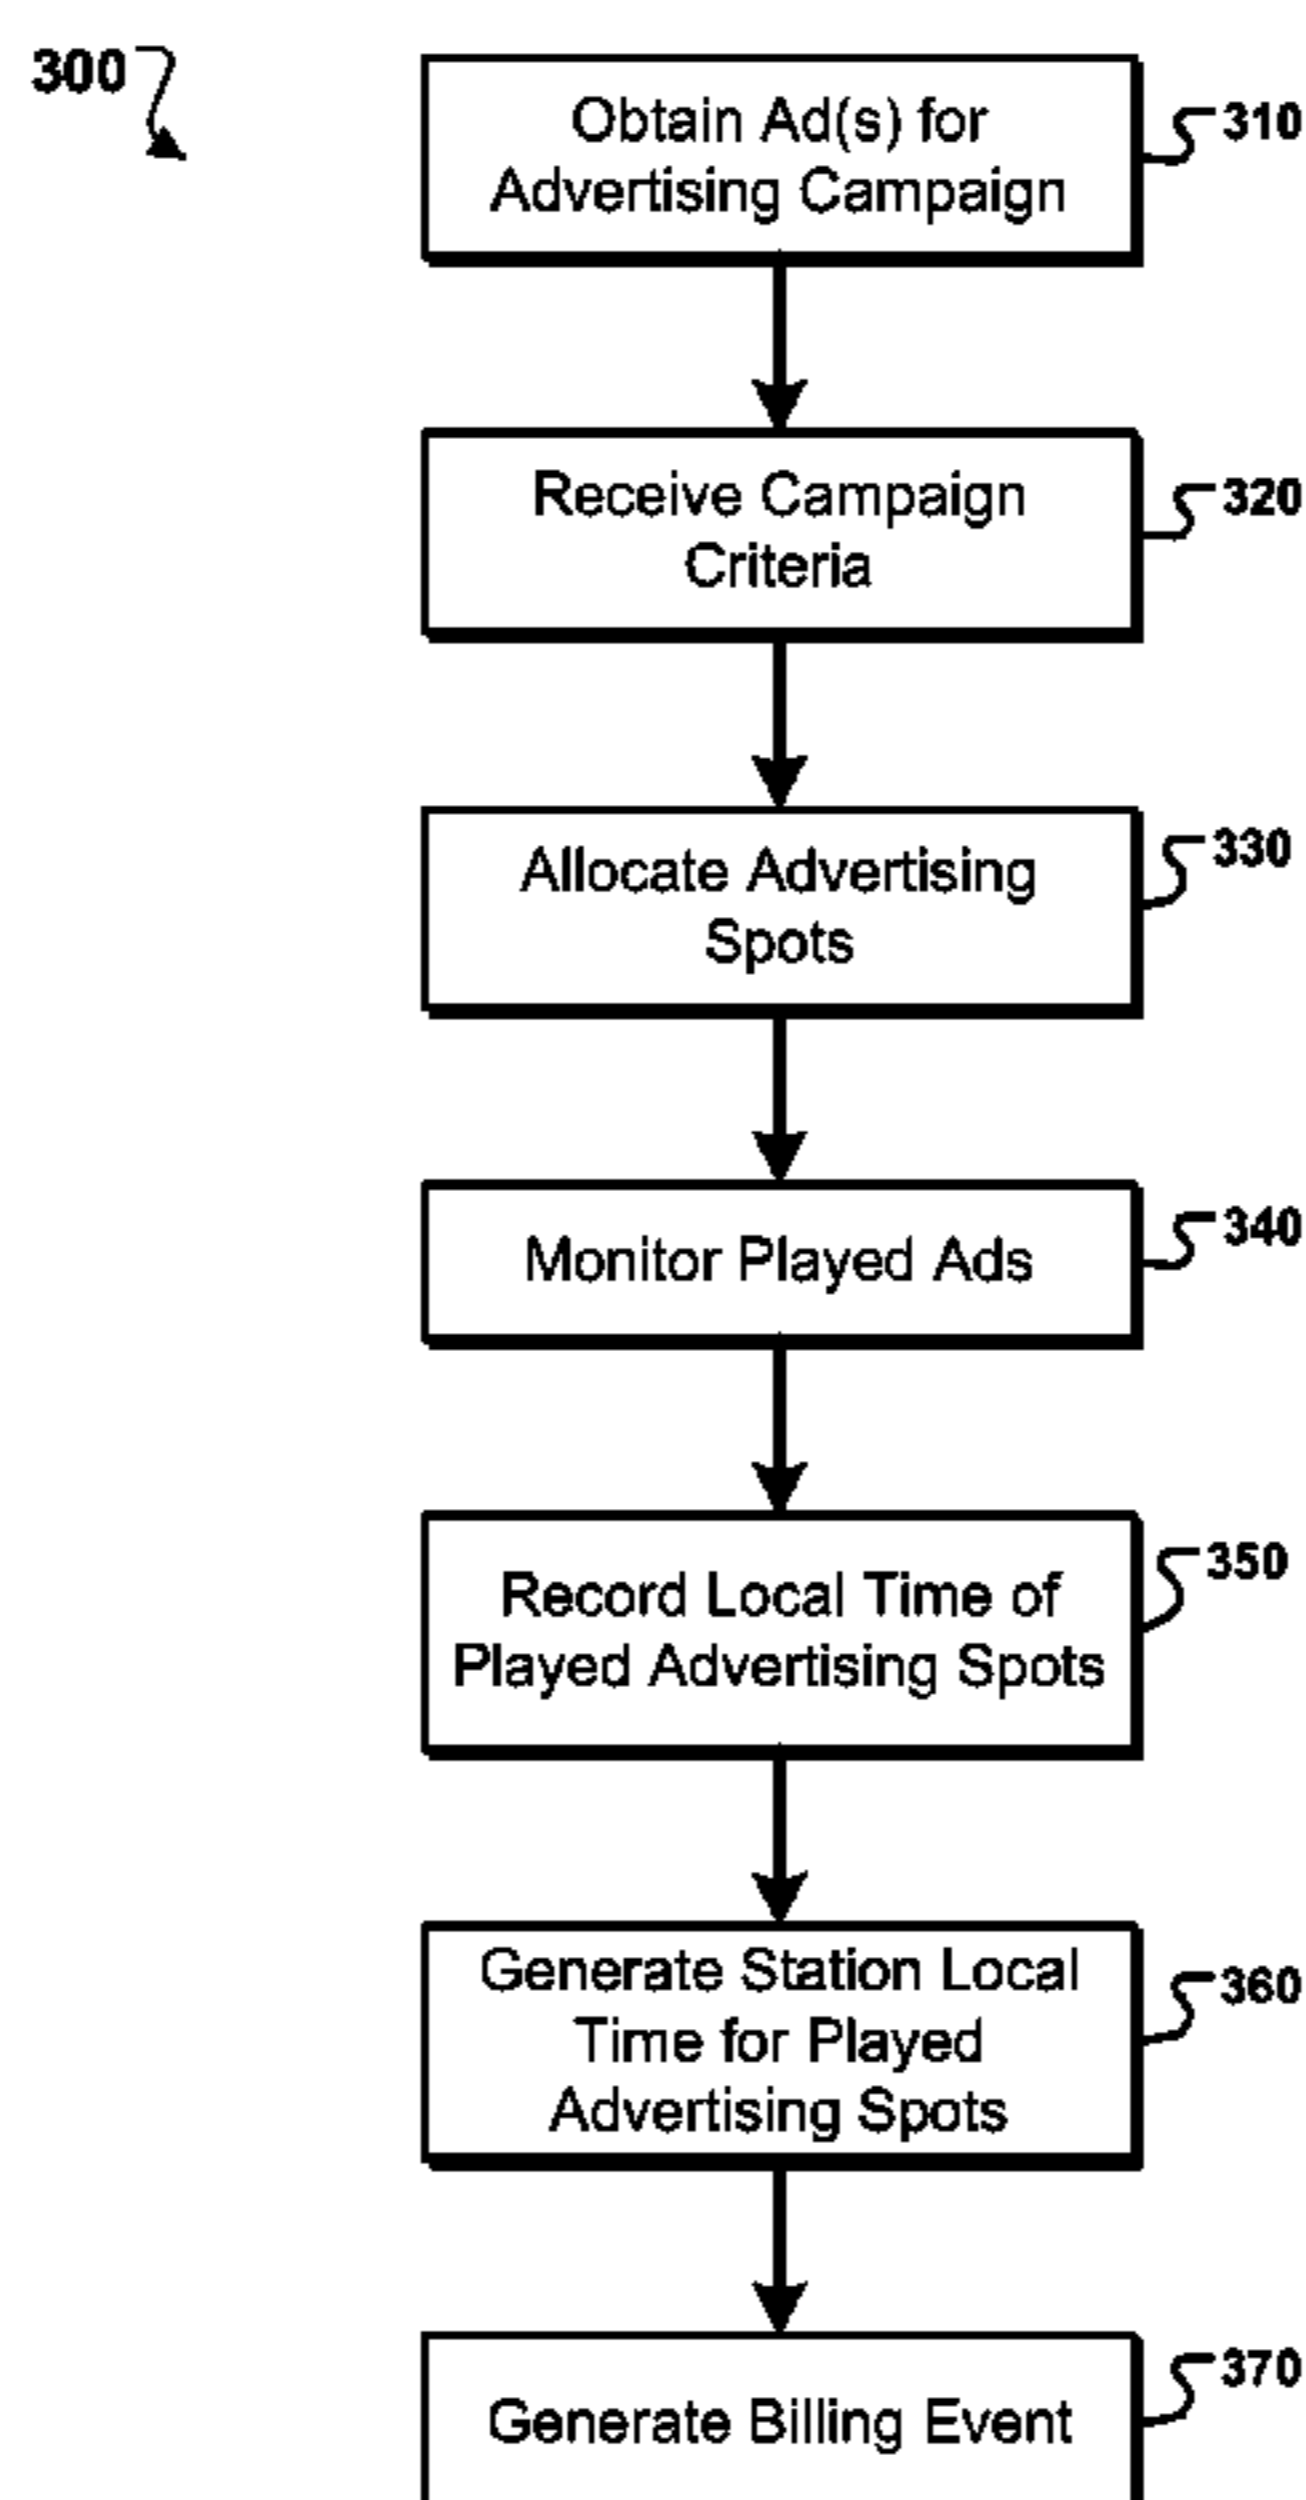 300
Obtain Ad(s) for
Advertising Campaign
310
Receive Campaign
Criteria
320
Allocate Advertising
Spots
330
Monitor Played Ads
340
Record Local Time of
Played Advertising Spots
350
Generate Station Local
Time for Played
Advertising Spots
360
Generate Billing Event
370